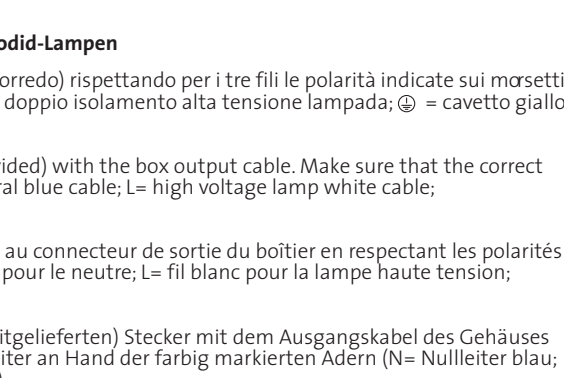 odid-Lampen
orredo) rispettando per i tre fili le polarità indicate sui morsetti
doppio isolamento alta tensione lampada; ⏚ = cavetto giallo
vided) with the box output cable. Make sure that the correct
ral blue cable; L= high voltage lamp white cable;
au connecteur de sortie du boîtier en respectant les polarités
pour le neutre; L= fil blanc pour la lampe haute tension;
itgelieferten) Stecker mit dem Ausgangskabel des Gehäuses
iter an Hand der farbig markierten Adern (N= Nullleiter blau;